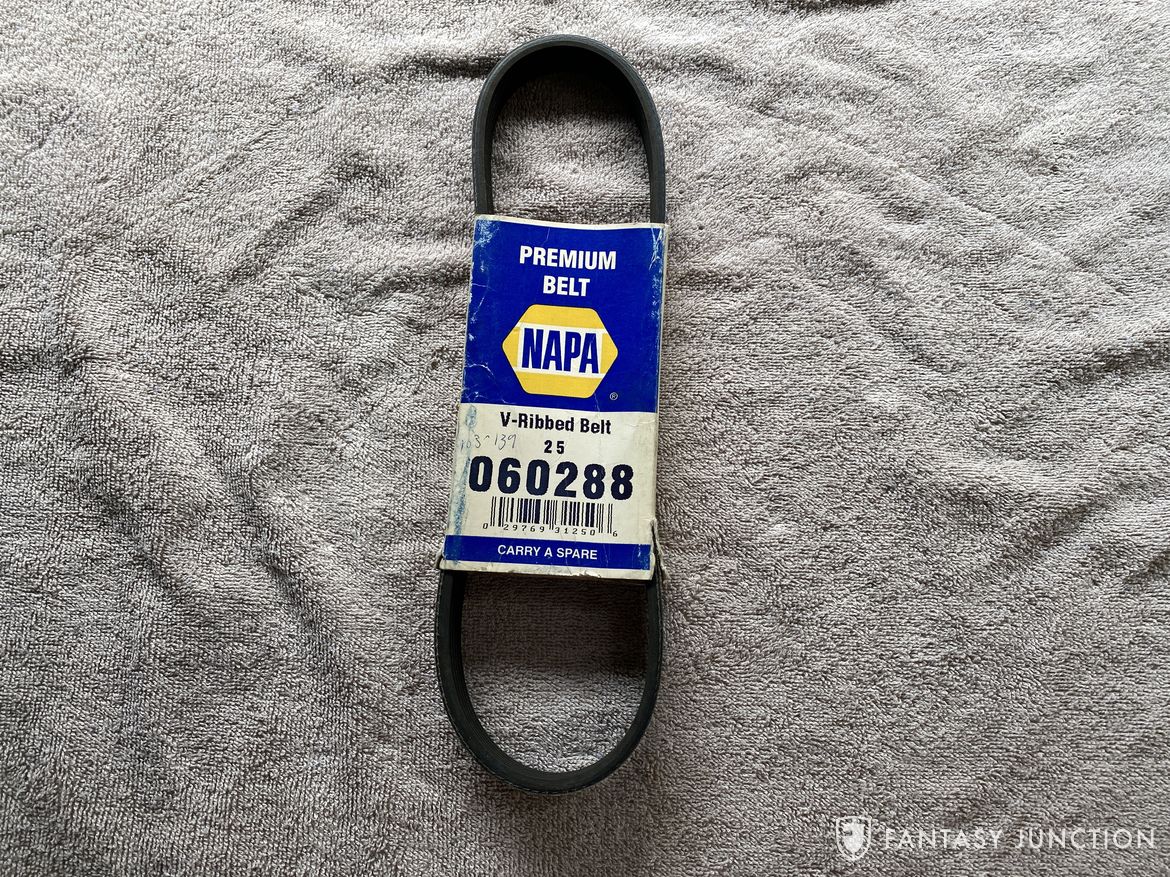 PREMIUM
BELT
NAPA
®
V-Ribbed Belt
25
060288
0 29769 31250 6
CARRY A SPARE
FANTASY JUNCTION